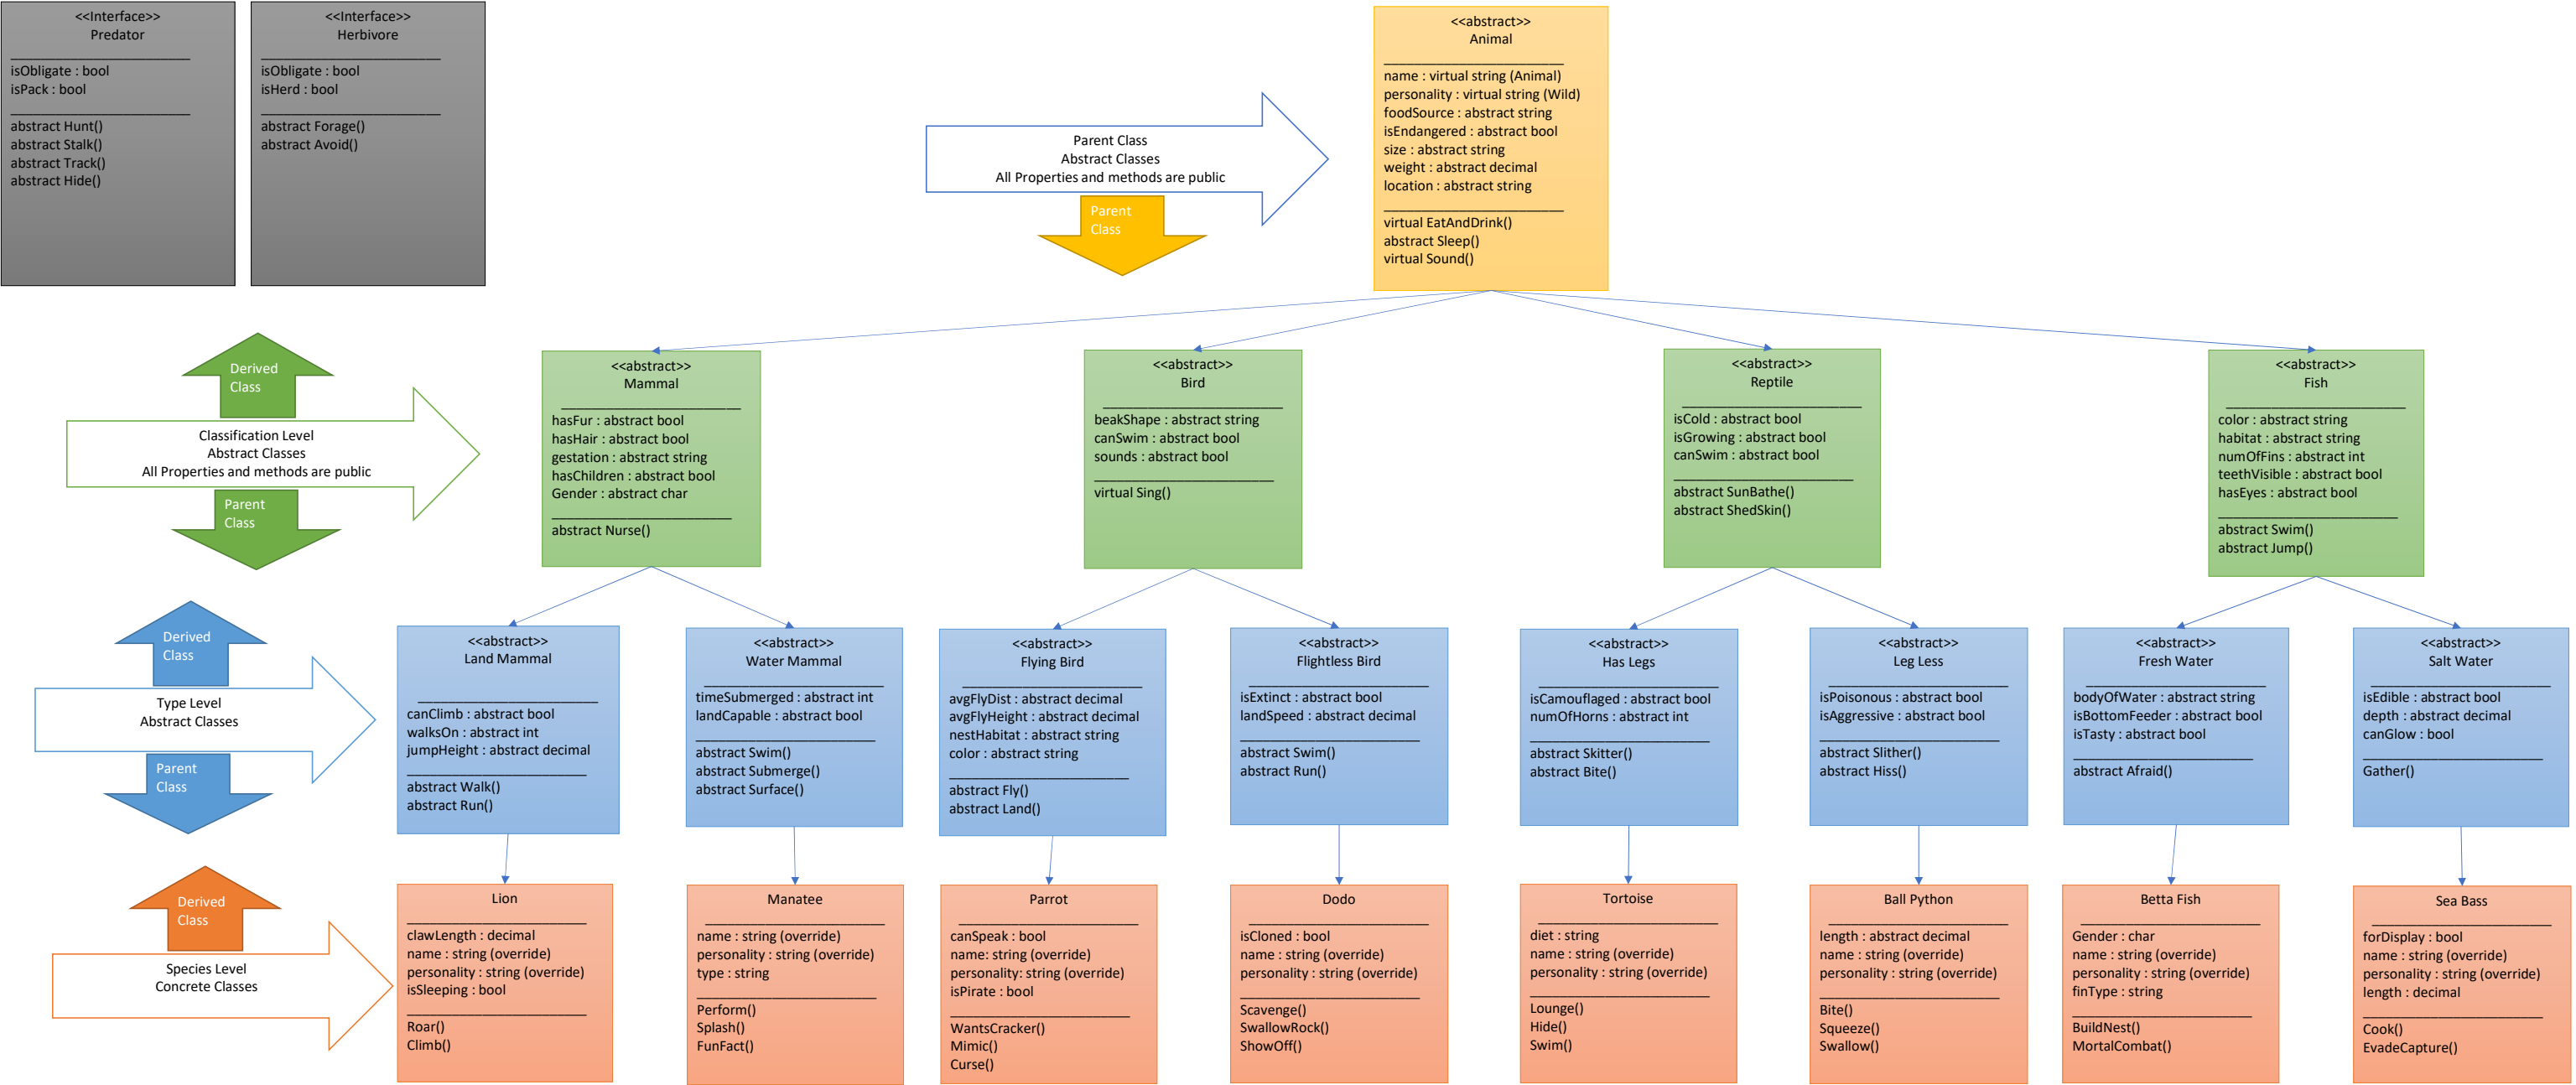 <<Interface>>
Predator
isObligate : bool
isPack : bool
abstract Hunt()
abstract Stalk()
abstract Track()
abstract Hide()
<<Interface>>
Herbivore
isObligate : bool
isHerd : bool
abstract Forage()
abstract Avoid()
Parent Class
Abstract Classes
All Properties and methods are public
Parent
Class
<<abstract>>
Animal
name : virtual string (Animal)
personality : virtual string (Wild)
foodSource : abstract string
isEndangered : abstract bool
size : abstract string
weight : abstract decimal
location : abstract string
virtual EatAndDrink()
abstract Sleep()
virtual Sound()
Derived
Class
Classification Level
Abstract Classes
All Properties and methods are public
Parent
Class
<<abstract>>
Mammal
hasFur : abstract bool
hasHair : abstract bool
gestation : abstract string
hasChildren : abstract bool
Gender : abstract char
abstract Nurse()
<<abstract>>
Bird
beakShape : abstract string
canSwim : abstract bool
sounds : abstract bool
virtual Sing()
<<abstract>>
Reptile
isCold : abstract bool
isGrowing : abstract bool
canSwim : abstract bool
abstract SunBathe()
abstract ShedSkin()
<<abstract>>
Fish
color : abstract string
habitat : abstract string
numOfFins : abstract int
teethVisible : abstract bool
hasEyes : abstract bool
abstract Swim()
abstract Jump()
Derived
Class
Type Level
Abstract Classes
Parent
Class
<<abstract>>
Land Mammal
canClimb : abstract bool
walksOn : abstract int
jumpHeight : abstract decimal
abstract Walk()
abstract Run()
<<abstract>>
Water Mammal
timeSubmerged : abstract int
landCapable : abstract bool
abstract Swim()
abstract Submerge()
abstract Surface()
<<abstract>>
Flying Bird
avgFlyDist : abstract decimal
avgFlyHeight : abstract decimal
nestHabitat : abstract string
color : abstract string
abstract Fly()
abstract Land()
<<abstract>>
Flightless Bird
isExtinct : abstract bool
landSpeed : abstract decimal
abstract Swim()
abstract Run()
<<abstract>>
Has Legs
isCamouflaged : abstract bool
numOfHorns : abstract int
abstract Skitter()
abstract Bite()
<<abstract>>
Leg Less
isPoisonous : abstract bool
isAggressive : abstract bool
abstract Slither()
abstract Hiss()
<<abstract>>
Fresh Water
bodyOfWater : abstract string
isBottomFeeder : abstract bool
isTasty : abstract bool
abstract Afraid()
<<abstract>>
Salt Water
isEdible : abstract bool
depth : abstract decimal
canGlow : bool
Gather()
Derived
Class
Species Level
Concrete Classes
Lion
clawLength : decimal
name : string (override)
personality : string (override)
isSleeping : bool
Roar()
Climb()
Manatee
name : string (override)
personality : string (override)
type : string
Perform()
Splash()
FunFact()
Parrot
canSpeak : bool
name: string (override)
personality: string (override)
isPirate : bool
WantsCracker()
Mimic()
Curse()
Dodo
isCloned : bool
name : string (override)
personality : string (override)
Scavenge()
SwallowRock()
ShowOff()
Tortoise
diet : string
name : string (override)
personality : string (override)
Lounge()
Hide()
Swim()
Ball Python
length : abstract decimal
name : string (override)
personality : string (override)
Bite()
Squeeze()
Swallow()
Betta Fish
Gender : char
name : string (override)
personality : string (override)
finType : string
BuildNest()
MortalCombat()
Sea Bass
forDisplay : bool
name : string (override)
personality : string (override)
length : decimal
Cook()
EvadeCapture()